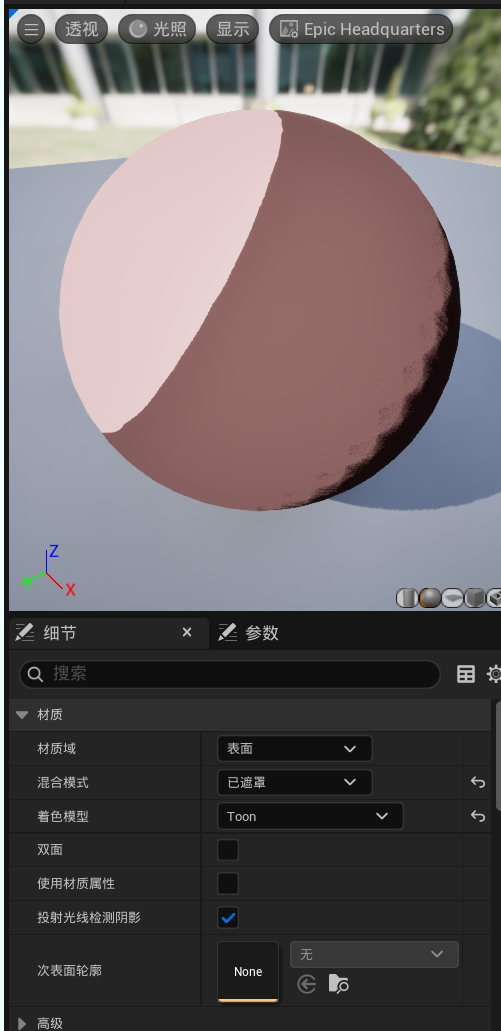 透视 光照 显示 Epic Headquarters
Z
Y
X
细节 参数
搜索
材质
材质域 表面
混合模式 已遮罩
着色模型 Toon
双面
使用材质属性
投射光线检测阴影
次表面轮廓 None 无
高级